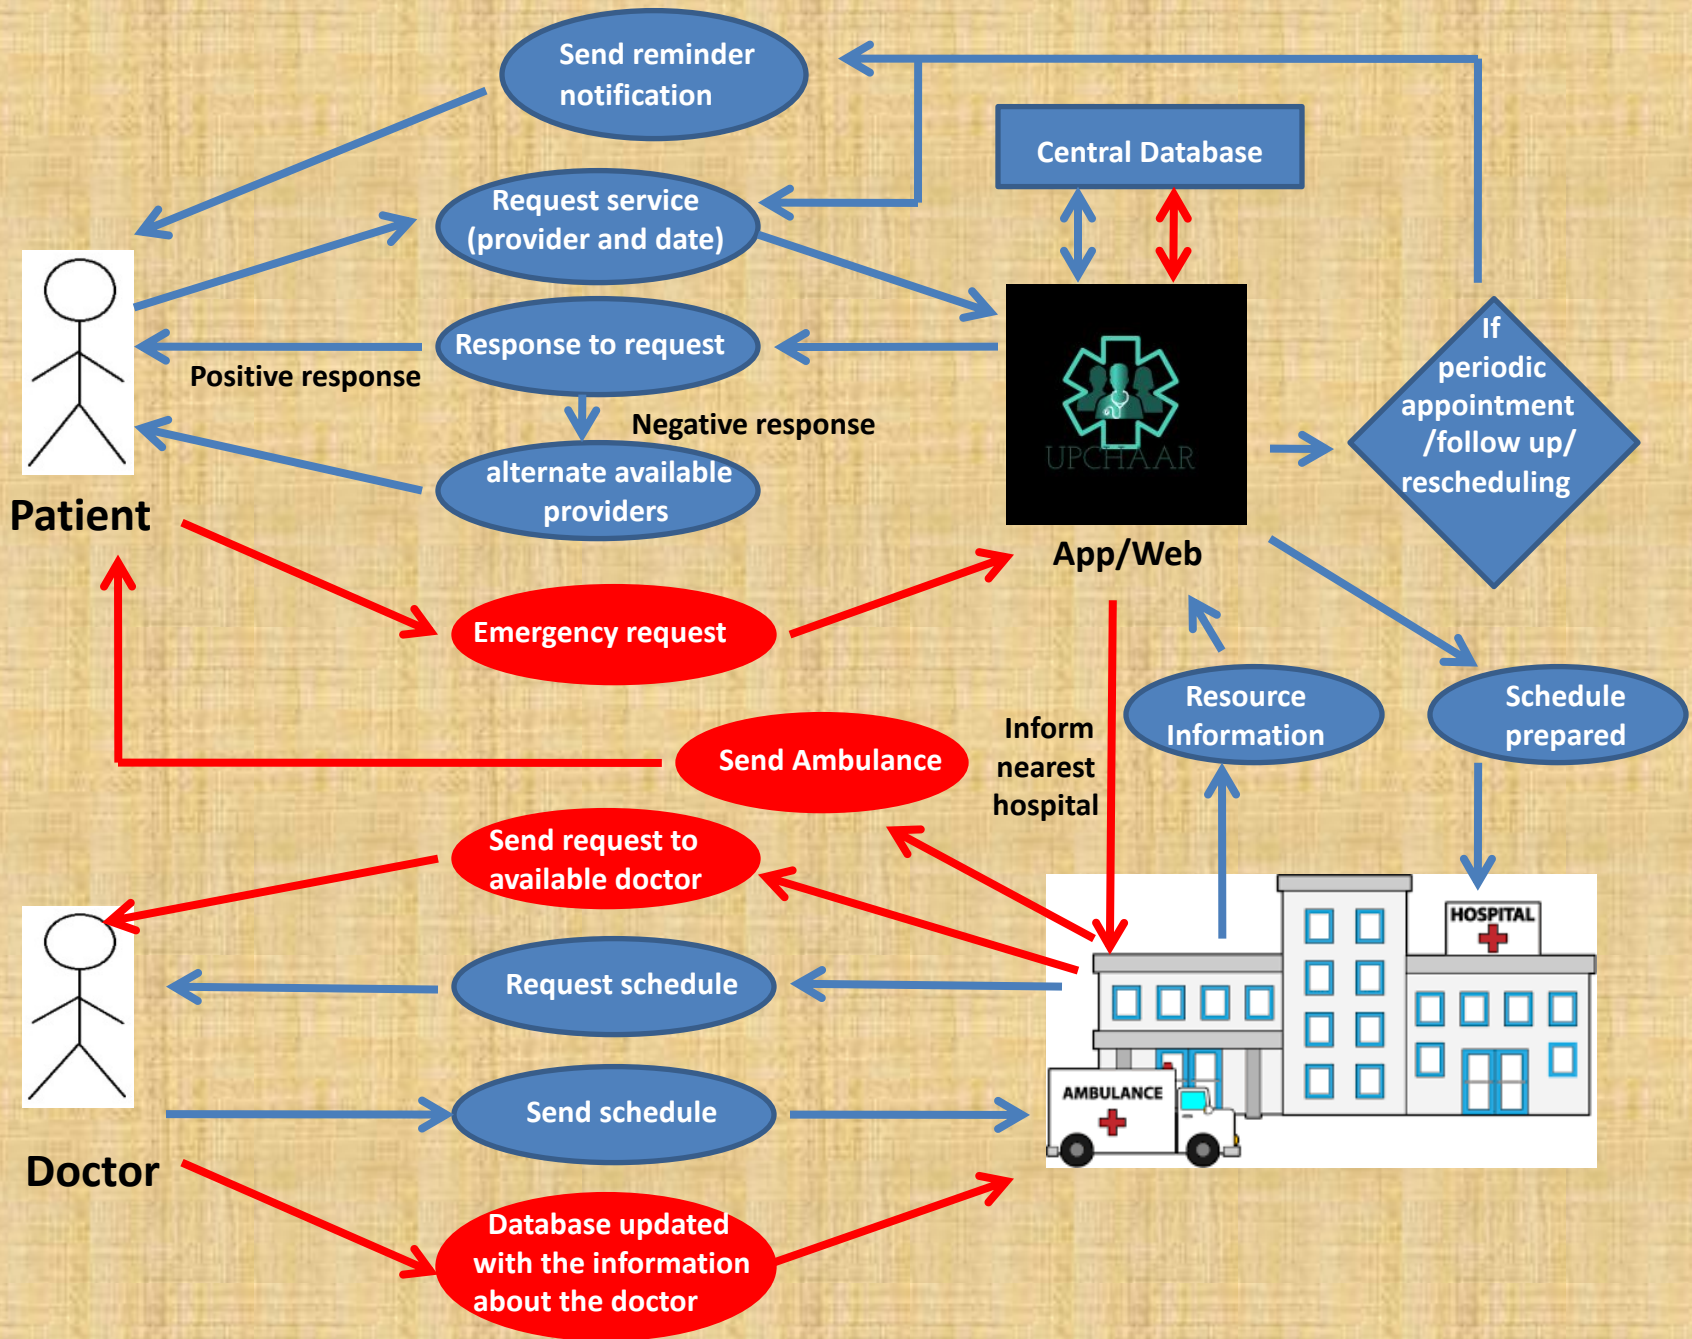 Send reminder
notification
Central Database
Request service
(provider and date)
Response to request
Positive response
Negative response
alternate available
providers
Patient
UPCHAAR
App/Web
If
periodic
appointment
/follow up/
rescheduling
Emergency request
Resource
Information
Schedule
prepared
Inform
nearest
hospital
Send Ambulance
Send request to
available doctor
HOSPITAL
Request schedule
AMBULANCE
Send schedule
Doctor
Database updated
with the information
about the doctor